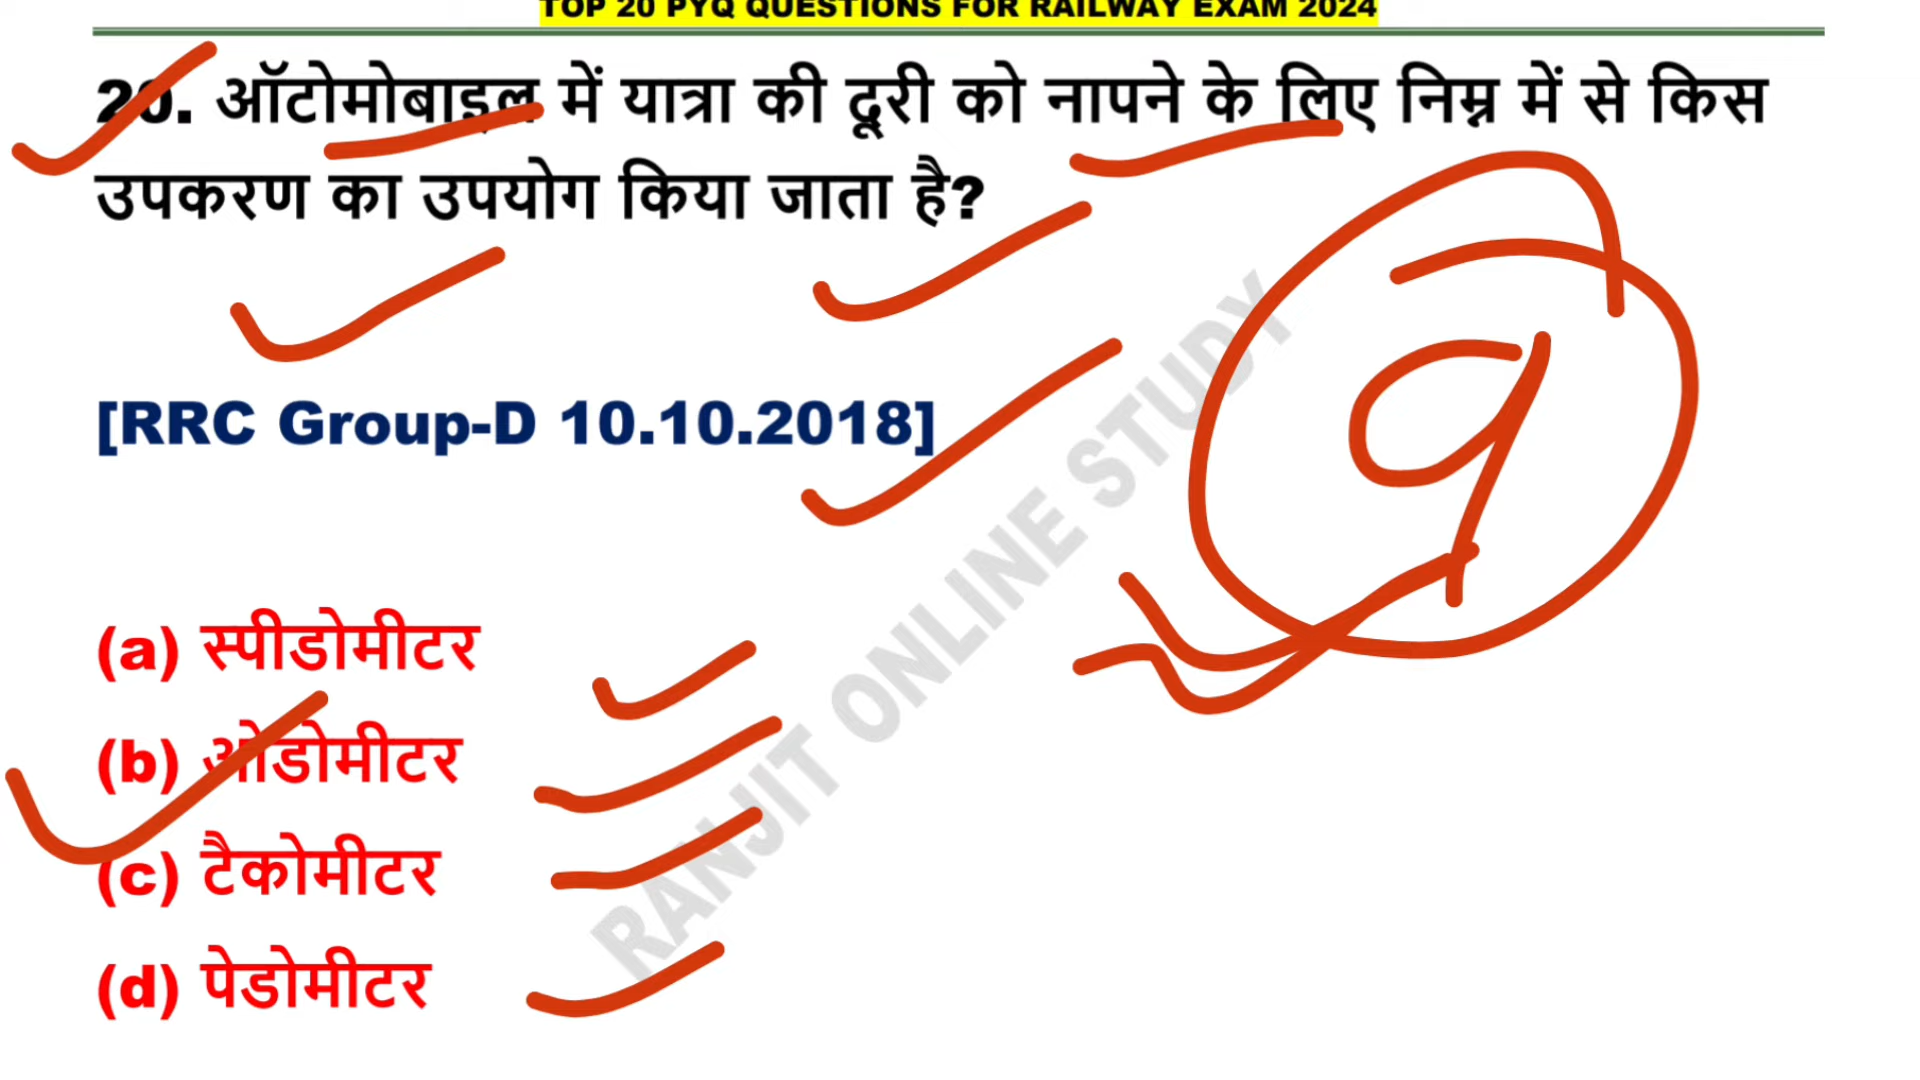 TOP 20 PYQ QUESTIONS FOR RAILWAY EXAM 2024
20. ऑटोमोबाइल में यात्रा की दूरी को नापने के लिए निम्न में से किस
उपकरण का उपयोग किया जाता है?
[RRC Group-D 10.10.2018]
9
(a) स्पीडोमीटर
(b) ओडोमीटर
(c) टैकोमीटर
(d) पेडोमीटर
RANJIT ONLINE STUDY